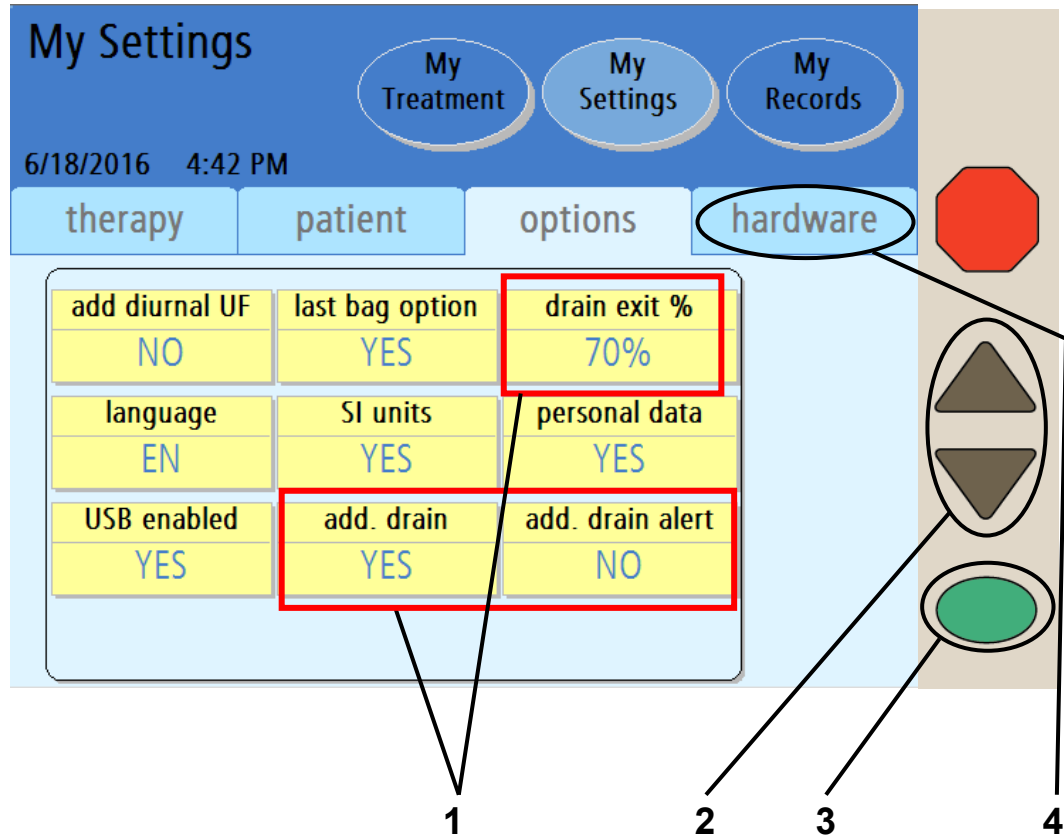 My Settings
My
Treatment
My
Settings
My
Records
6/18/2016 4:42 PM
therapy patient options hardware
add diurnal UF last bag option drain exit %
NO YES 70%
language SI units personal data
EN YES YES
USB enabled add. drain add. drain alert
YES YES NO
1 2 3 4